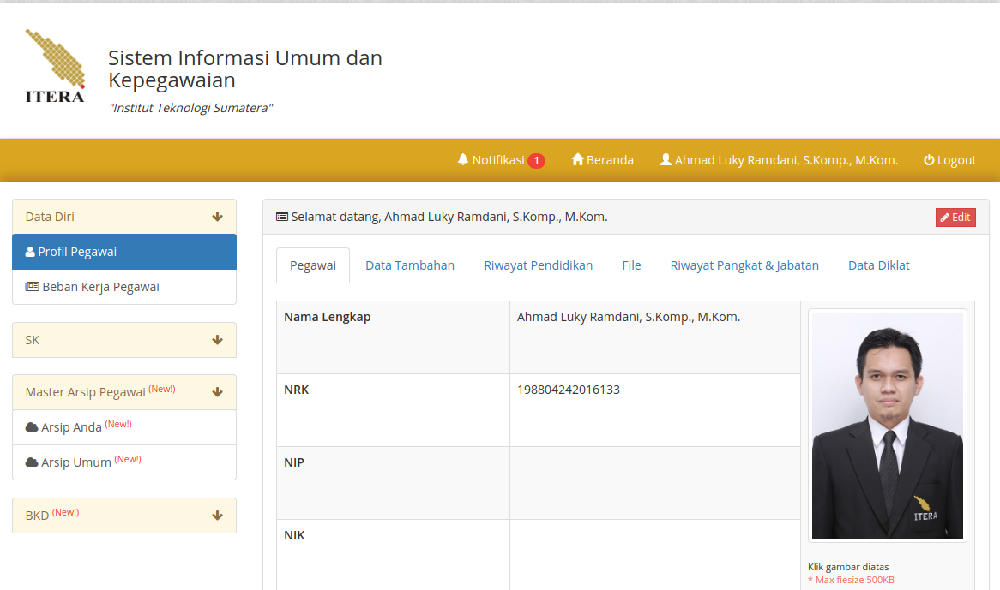 ITERA
Sistem Informasi Umum dan
Kepegawaian
"Institut Teknologi Sumatera"
Notifikasi 1 Beranda Ahmad Luky Ramdani, S.Komp., M.Kom. Logout
Data Diri
Profil Pegawai
Beban Kerja Pegawai
SK
Master Arsip Pegawai (New!)
Arsip Anda (New!)
Arsip Umum (New!)
BKD (New!)
Selamat datang, Ahmad Luky Ramdani, S.Komp., M.Kom. Edit
Pegawai Data Tambahan Riwayat Pendidikan File Riwayat Pangkat & Jabatan Data Diklat
Nama Lengkap Ahmad Luky Ramdani, S.Komp., M.Kom.
NRK 198804242016133
NIP
NIK
ITERA
Klik gambar diatas
* Max fiesize 500KB